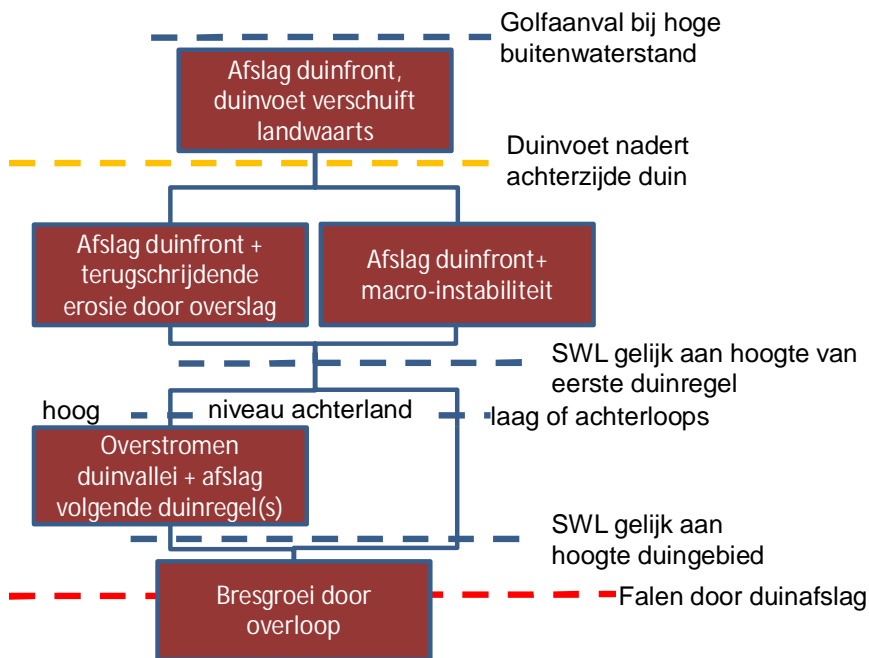 Golfaanval bij hoge
buitenwaterstand
Afslag duinfront,
duinvoet verschuift
landwaarts
Duinvoet nadert
achterzijde duin
Afslag duinfront +
terugschrijdende
erosie door overslag
Afslag duinfront+
macro-instabiliteit
SWL gelijk aan hoogte van
eerste duinregel
hoog
niveau achterland
laag of achterloops
Overstromen
duinvallei + afslag
volgende duinregel(s)
SWL gelijk aan
hoogte duingebied
Bresgroei door
overloop
Falen door duinafslag